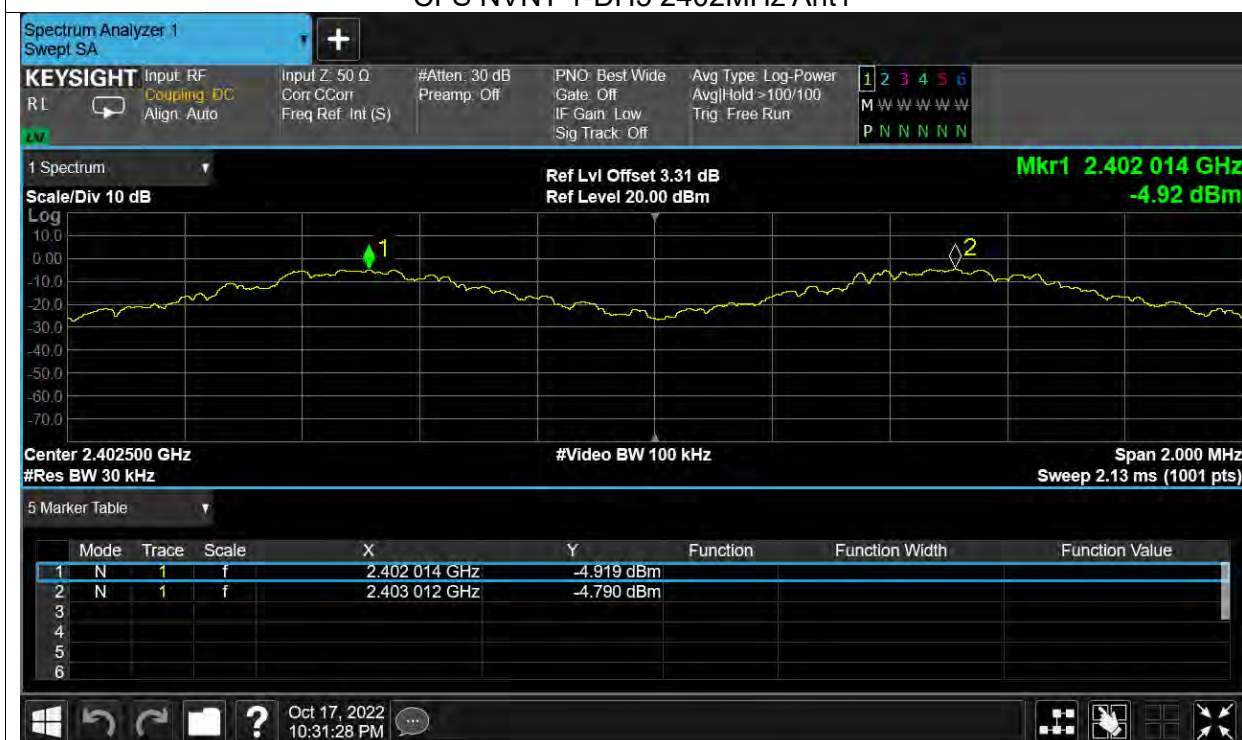 CFS NVNT 1-DH5 2402MHz Ant1
Spectrum Analyzer 1
Swept SA
KEYSIGHT Input: RF Input Z: 50 Ω #Atten: 30 dB PNO: Best Wide Avg Type: Log-Power 1 2 3 4 5 6
RL Coupling: DC Corr CCorr Preamp: Off Gate: Off Avg|Hold >100/100 M W W W W W
Align: Auto Freq Ref: Int (S) IF Gain: Low Trig: Free Run
Sig Track: Off P N N N N N
1 Spectrum Ref Lvl Offset 3.31 dB Mkr1 2.402 014 GHz
Scale/Div 10 dB Ref Level 20.00 dBm -4.92 dBm
Log
10.0
0.00
-10.0
-20.0
-30.0
-40.0
-50.0
-60.0
-70.0
1
2
Center 2.402500 GHz #Video BW 100 kHz Span 2.000 MHz
#Res BW 30 kHz Sweep 2.13 ms (1001 pts)
5 Marker Table
Mode Trace Scale X Y Function Function Width Function Value
1 N 1 f 2.402 014 GHz -4.919 dBm
2 N 1 f 2.403 012 GHz -4.790 dBm
3
4
5
6
? Oct 17, 2022
10:31:28 PM